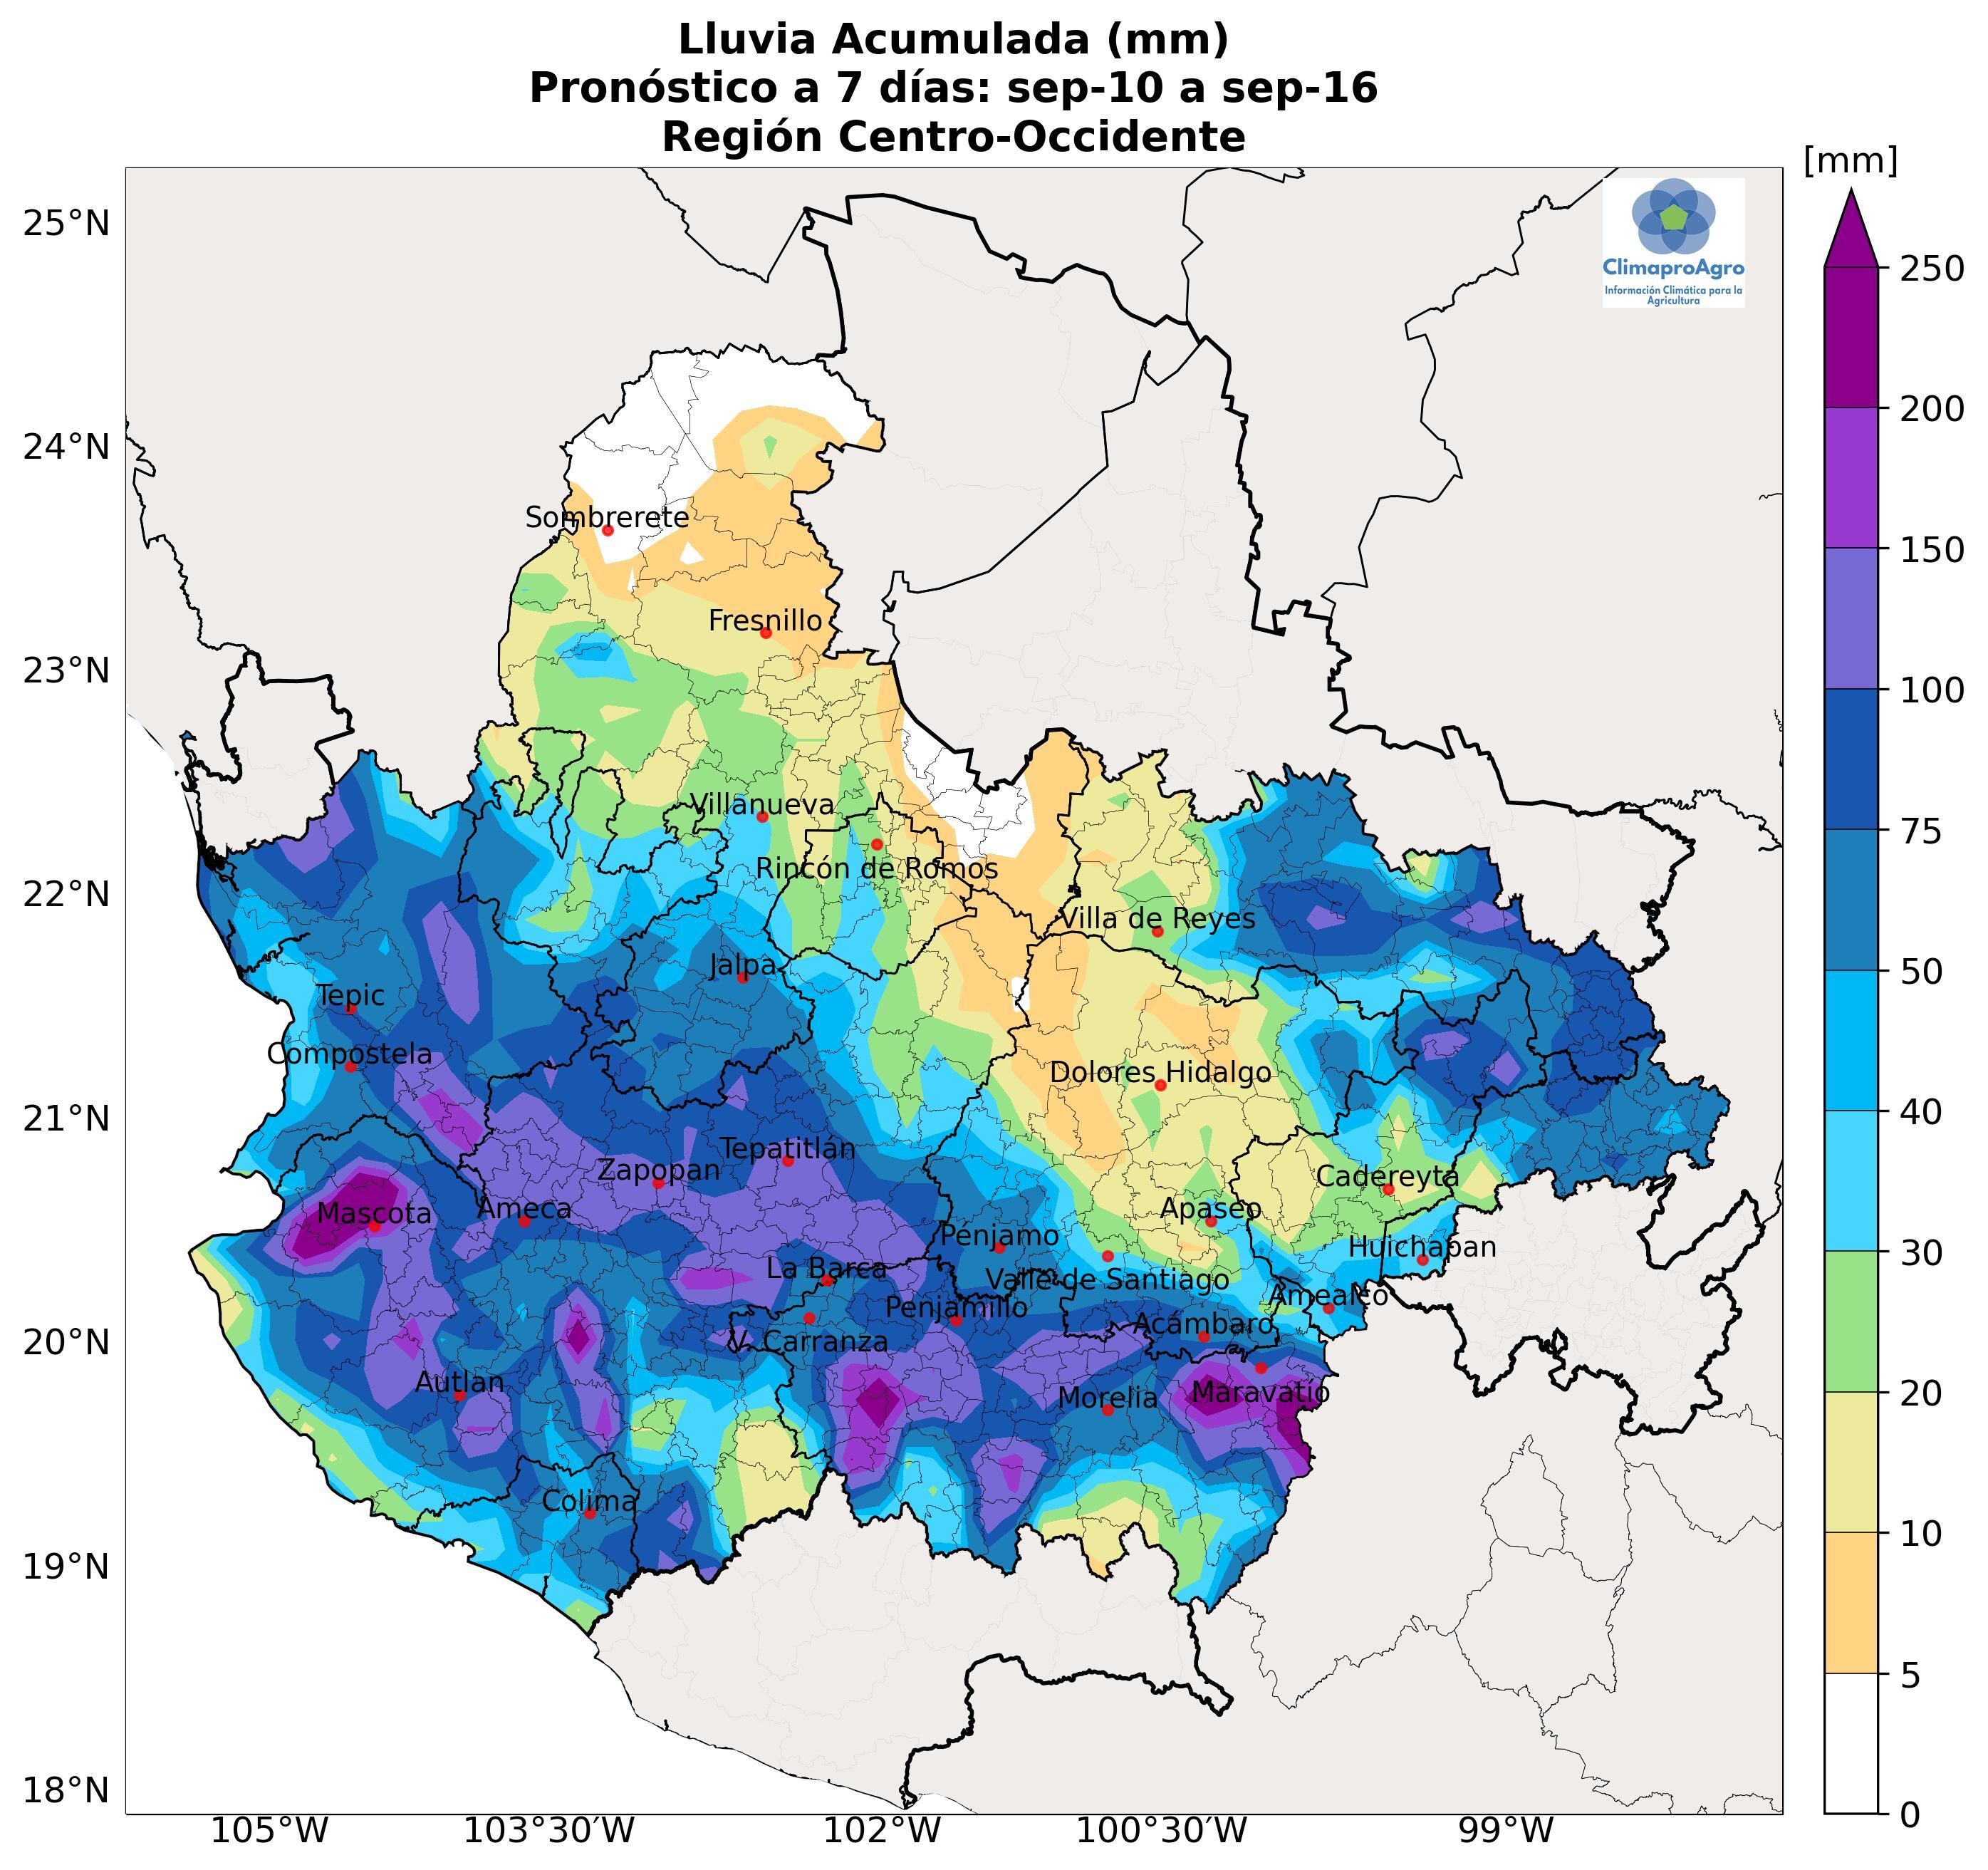 Lluvia Acumulada (mm)
Pronóstico a 7 días: sep-10 a sep-16
Región Centro-Occidente
[mm]
25°N
24°N
23°N
22°N
21°N
20°N
19°N
18°N
ClimaproAgro
Información Climática para la
Agricultura
250
200
150
100
75
50
40
30
20
10
5
0
Sombrerete
Fresnillo
Villanueva
Rincón de Romos
Villa de Reyes
Jalpa
Tepic
Compostela
Dolores Hidalgo
Tepatitlán
Zapopan
Cadereyta
Mascota
Ameca
Apaseo
Pénjamo
Huichapan
La Barca
Valle de Santiago
Amealco
Penjamillo
Acámbaro
V. Carranza
Autlan
Morelia
Maravatío
Colima
105°W
103°30'W
102°W
100°30'W
99°W